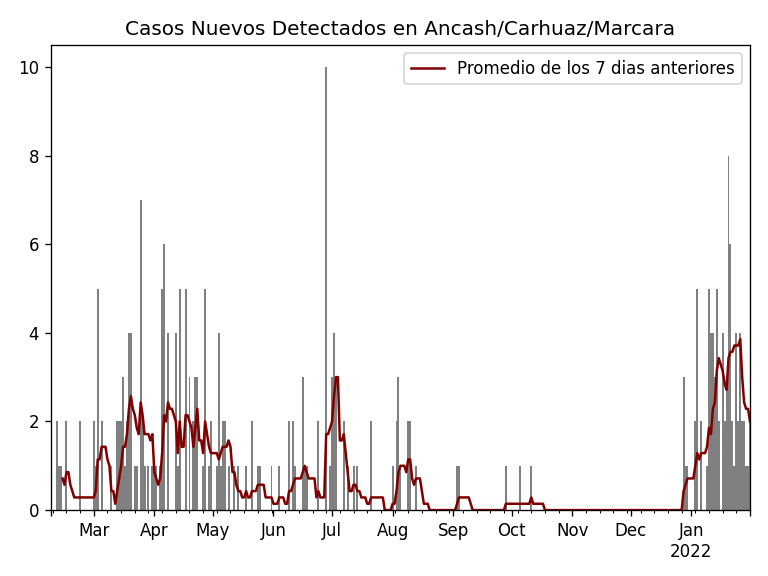 Casos Nuevos Detectados en Ancash/Carhuaz/Marcara
Promedio de los 7 dias anteriores
10
8
6
4
2
0
Mar Apr May Jun Jul Aug Sep Oct Nov Dec Jan
2022